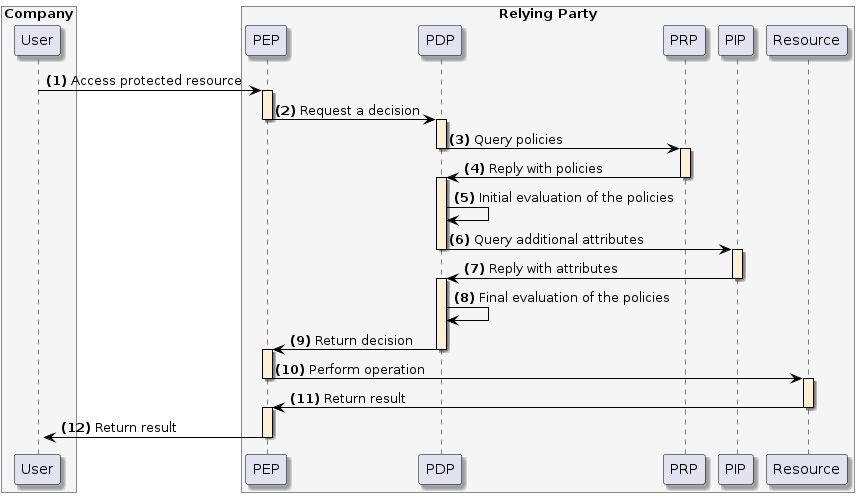 Company
Relying Party
User
PEP
PDP
PRP
PIP
Resource
(1) Access protected resource
(2) Request a decision
(3) Query policies
(4) Reply with policies
(5) Initial evaluation of the policies
(6) Query additional attributes
(7) Reply with attributes
(8) Final evaluation of the policies
(9) Return decision
(10) Perform operation
(11) Return result
(12) Return result
User
PEP
PDP
PRP
PIP
Resource